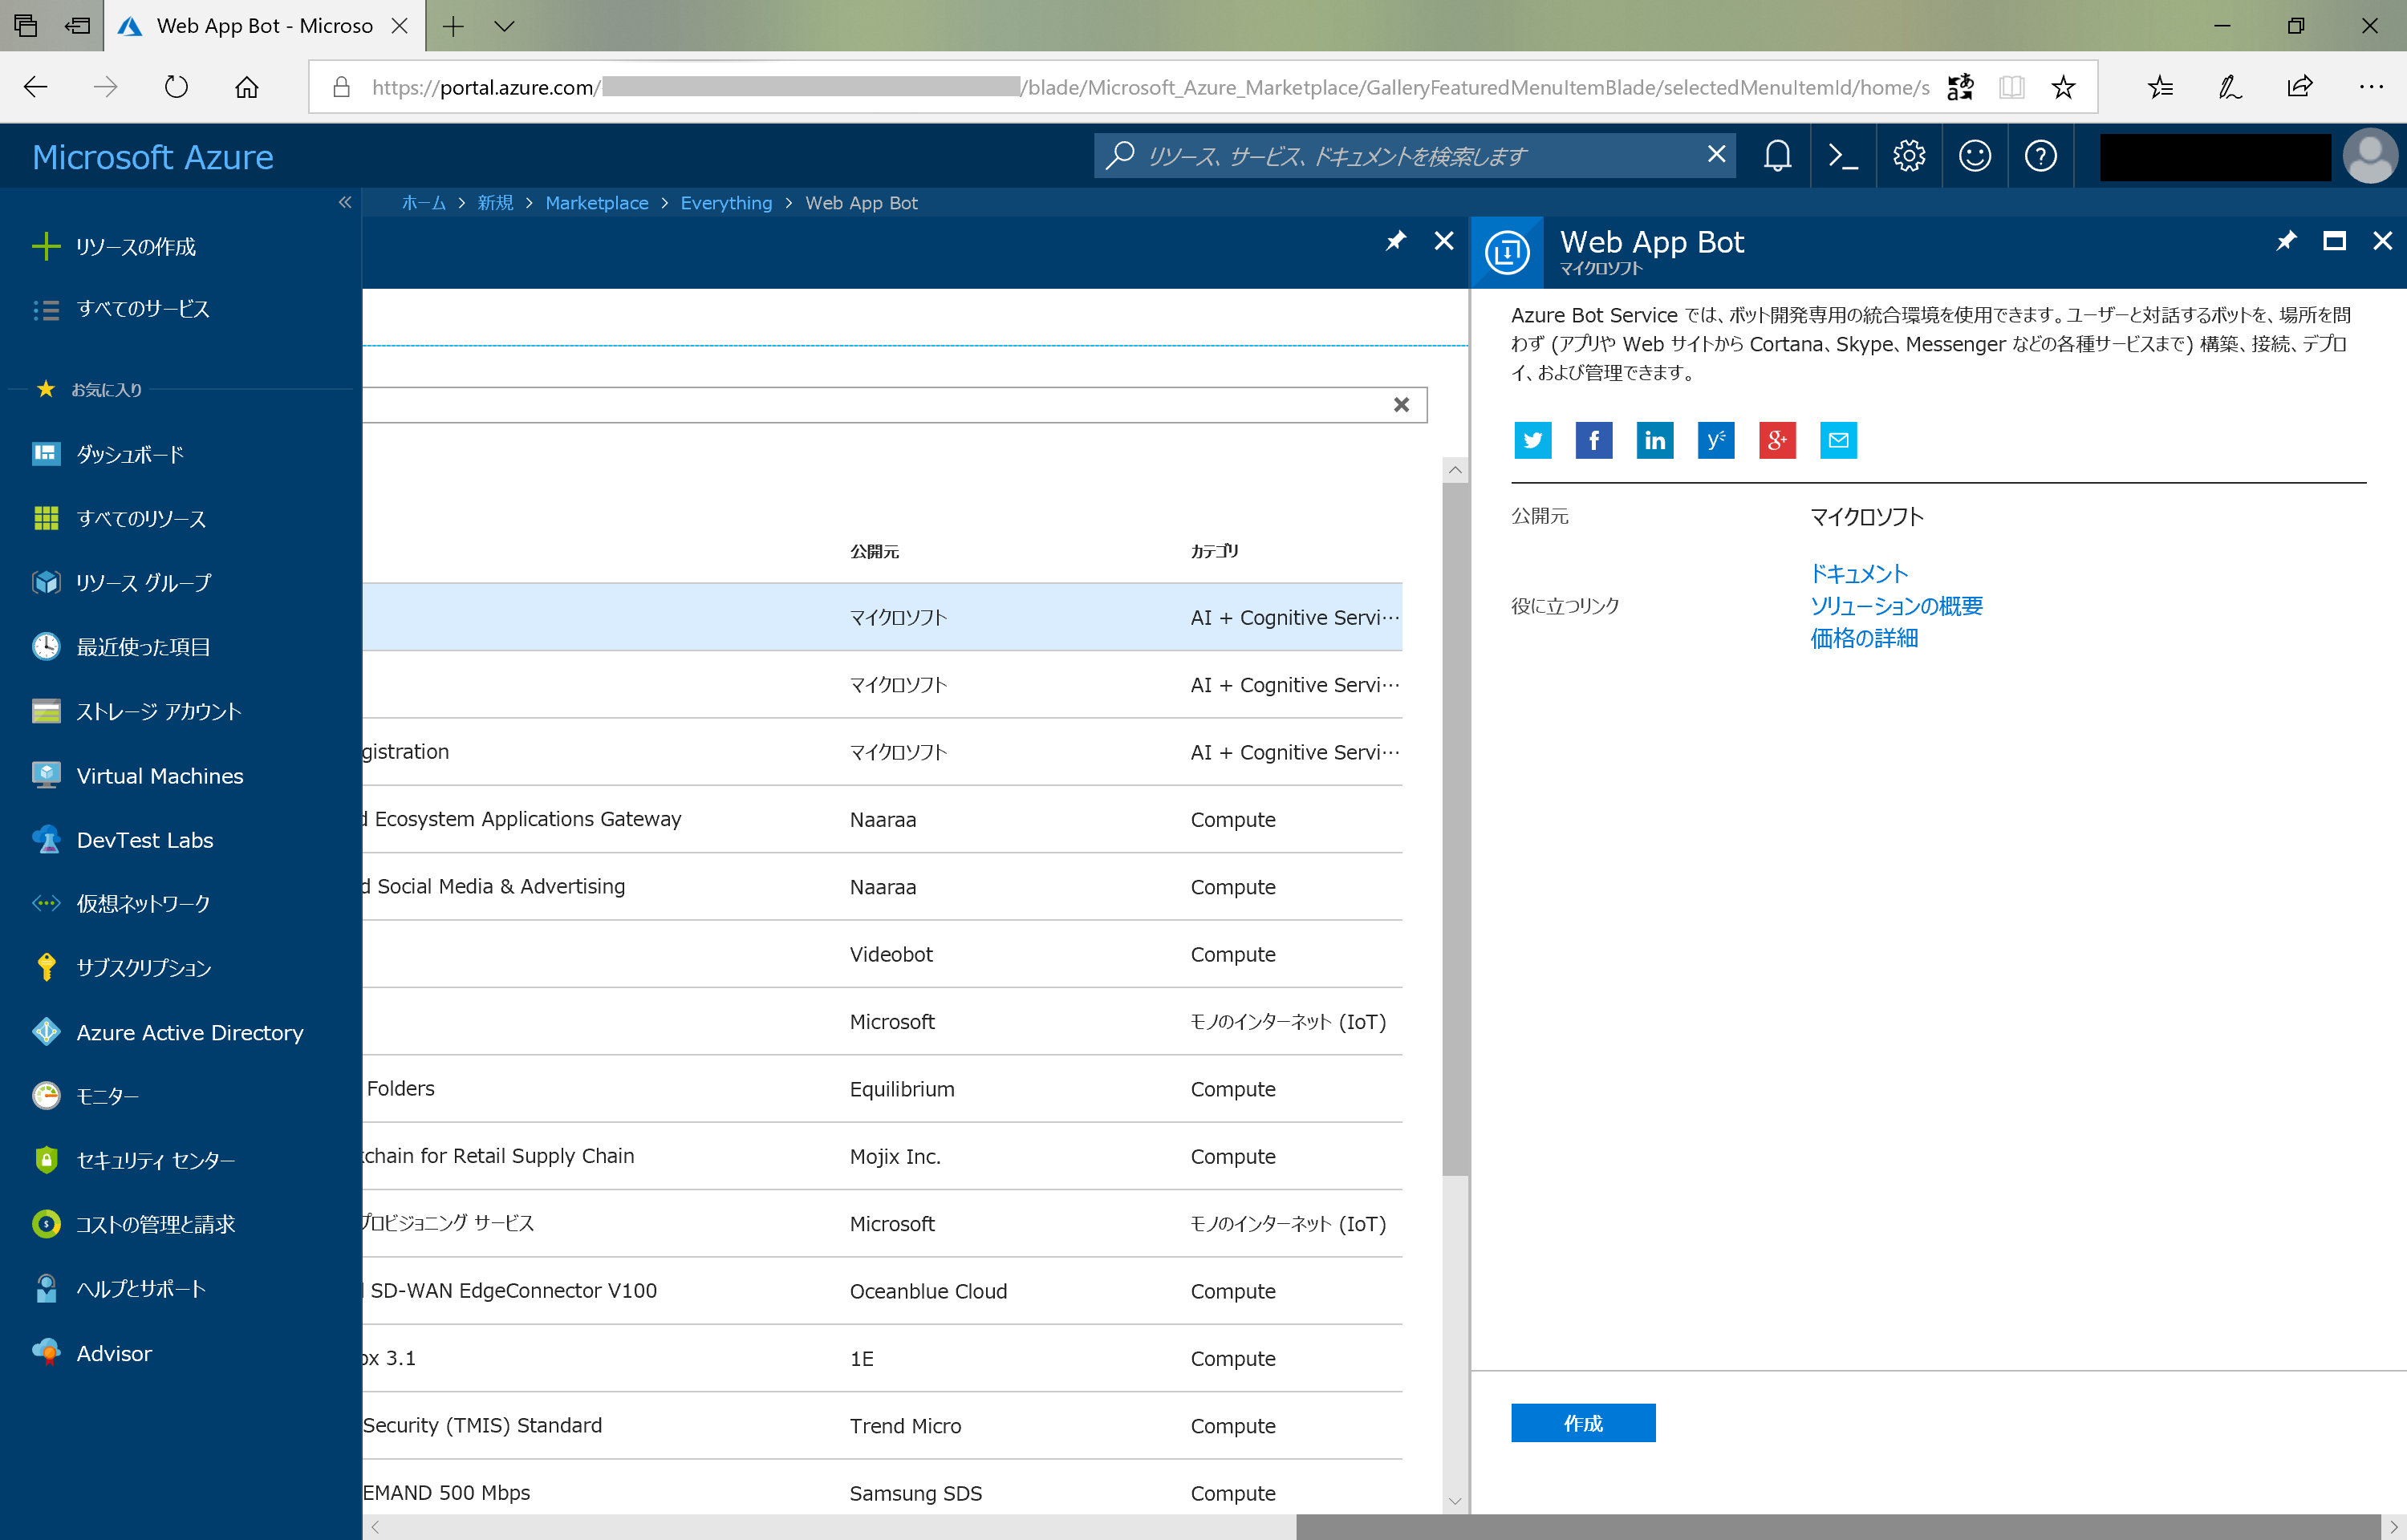 Web App Bot - Microso
https://portal.azure.com/
/blade/Microsoft_Azure_Marketplace/GalleryFeaturedMenuItemBlade/selectedMenuItemId/home/s
Microsoft Azure
リソース、サービス、ドキュメントを検索します
ホーム > 新規 > Marketplace > Everything > Web App Bot
リソースの作成
すべてのサービス
お気に入り
ダッシュボード
すべてのリソース
リソース グループ
最近使った項目
ストレージ アカウント
Virtual Machines
DevTest Labs
仮想ネットワーク
サブスクリプション
Azure Active Directory
モニター
セキュリティ センター
コストの管理と請求
ヘルプとサポート
Advisor
公開元 カテゴリ
マイクロソフト AI + Cognitive Servi…
マイクロソフト AI + Cognitive Servi…
gistration マイクロソフト AI + Cognitive Servi…
d Ecosystem Applications Gateway Naaraa Compute
d Social Media & Advertising Naaraa Compute
Videobot Compute
Microsoft モノのインターネット (IoT)
Folders Equilibrium Compute
chain for Retail Supply Chain Mojix Inc. Compute
プロビジョニング サービス Microsoft モノのインターネット (IoT)
SD-WAN EdgeConnector V100 Oceanblue Cloud Compute
ox 3.1 1E Compute
Security (TMIS) Standard Trend Micro Compute
EMAND 500 Mbps Samsung SDS Compute
Web App Bot
マイクロソフト
Azure Bot Service では、ボット開発専用の統合環境を使用できます。ユーザーと対話するボットを、場所を問
わず (アプリや Web サイトから Cortana、Skype、Messenger などの各種サービスまで) 構築、接続、デプロ
イ、および管理できます。
公開元 マイクロソフト
役に立つリンク
ドキュメント
ソリューションの概要
価格の詳細
作成